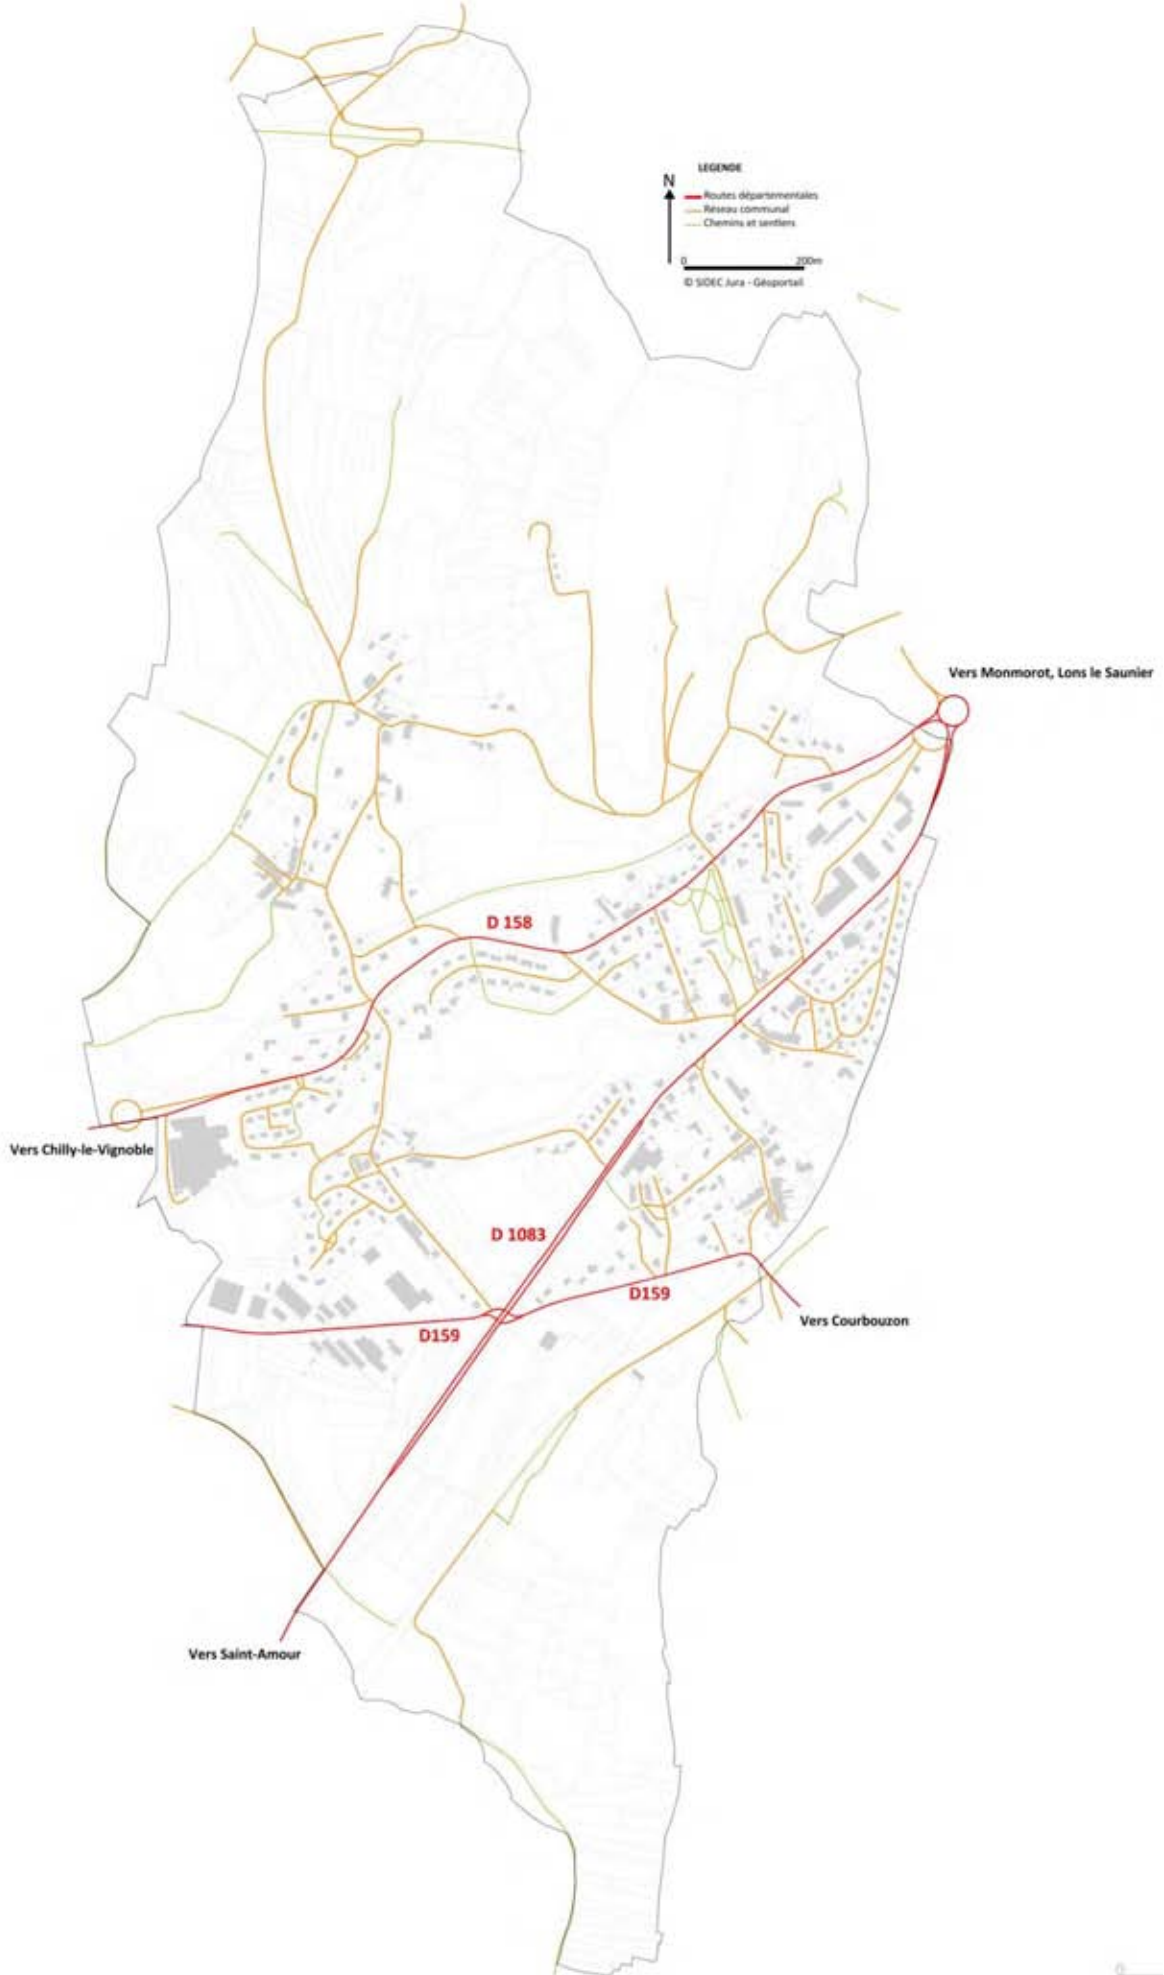 LEGENDE
N
Routes départementales
Réseau communal
Chemins et sentiers
0 200m
© SIDEC Jura - Géoportail
Vers Monmorot, Lons le Saunier
D 158
Vers Chilly-le-Vignoble
D 1083
D159
Vers Courbouzon
D159
Vers Saint-Amour
0